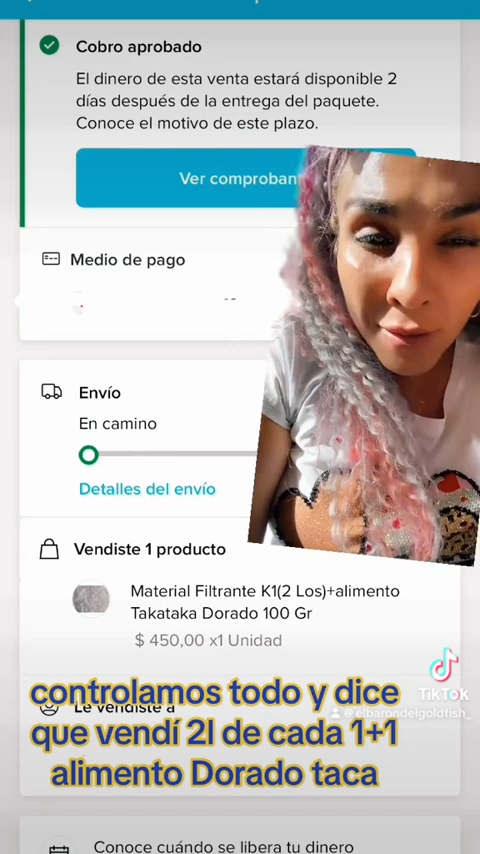 Cobro aprobado
El dinero de esta venta estará disponible 2
días después de la entrega del paquete.
Conoce el motivo de este plazo.
Ver comproban
Medio de pago
Envío
En camino
Detalles del envío
Vendiste 1 producto
Material Filtrante K1(2 Los)+alimento
Takataka Dorado 100 Gr
$ 450,00 x1 Unidad
Le vendiste a
controlamos todo y dice
que vendí 2l de cada 1+1
alimento Dorado taca
TikTok
@elbarondelgoldfish_
Conoce cuándo se libera tu dinero